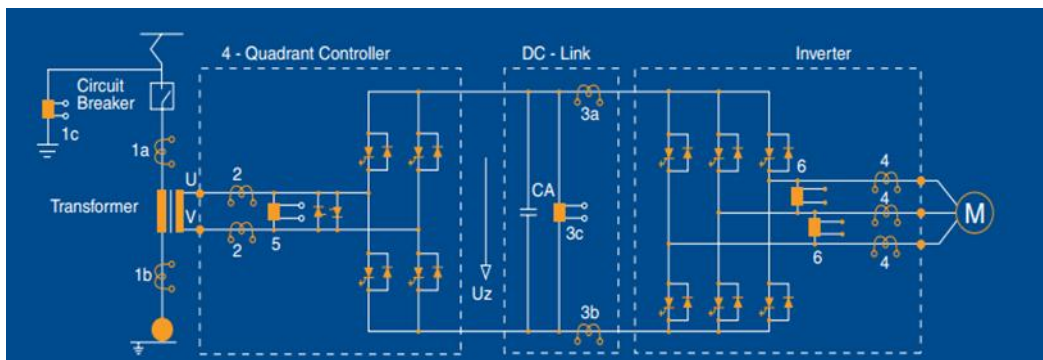 4 - Quadrant Controller
DC - Link
Inverter
Circuit
Breaker
1c
1a
3a
U
2
6
4
CA
Transformer
V
5
3c
4
M
2
6
4
1b
Uz
3b